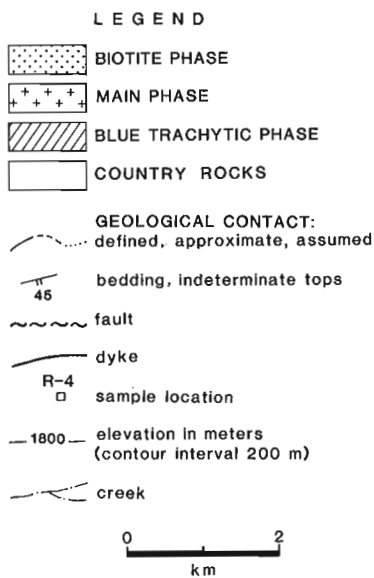 LEGEND
BIOTITE PHASE
MAIN PHASE
BLUE TRACHYTIC PHASE
COUNTRY ROCKS
GEOLOGICAL CONTACT:
defined, approximate, assumed
bedding, indeterminate tops
45
fault
dyke
R-4
sample location
1800
elevation in meters
(contour interval 200 m)
creek
0 2
km